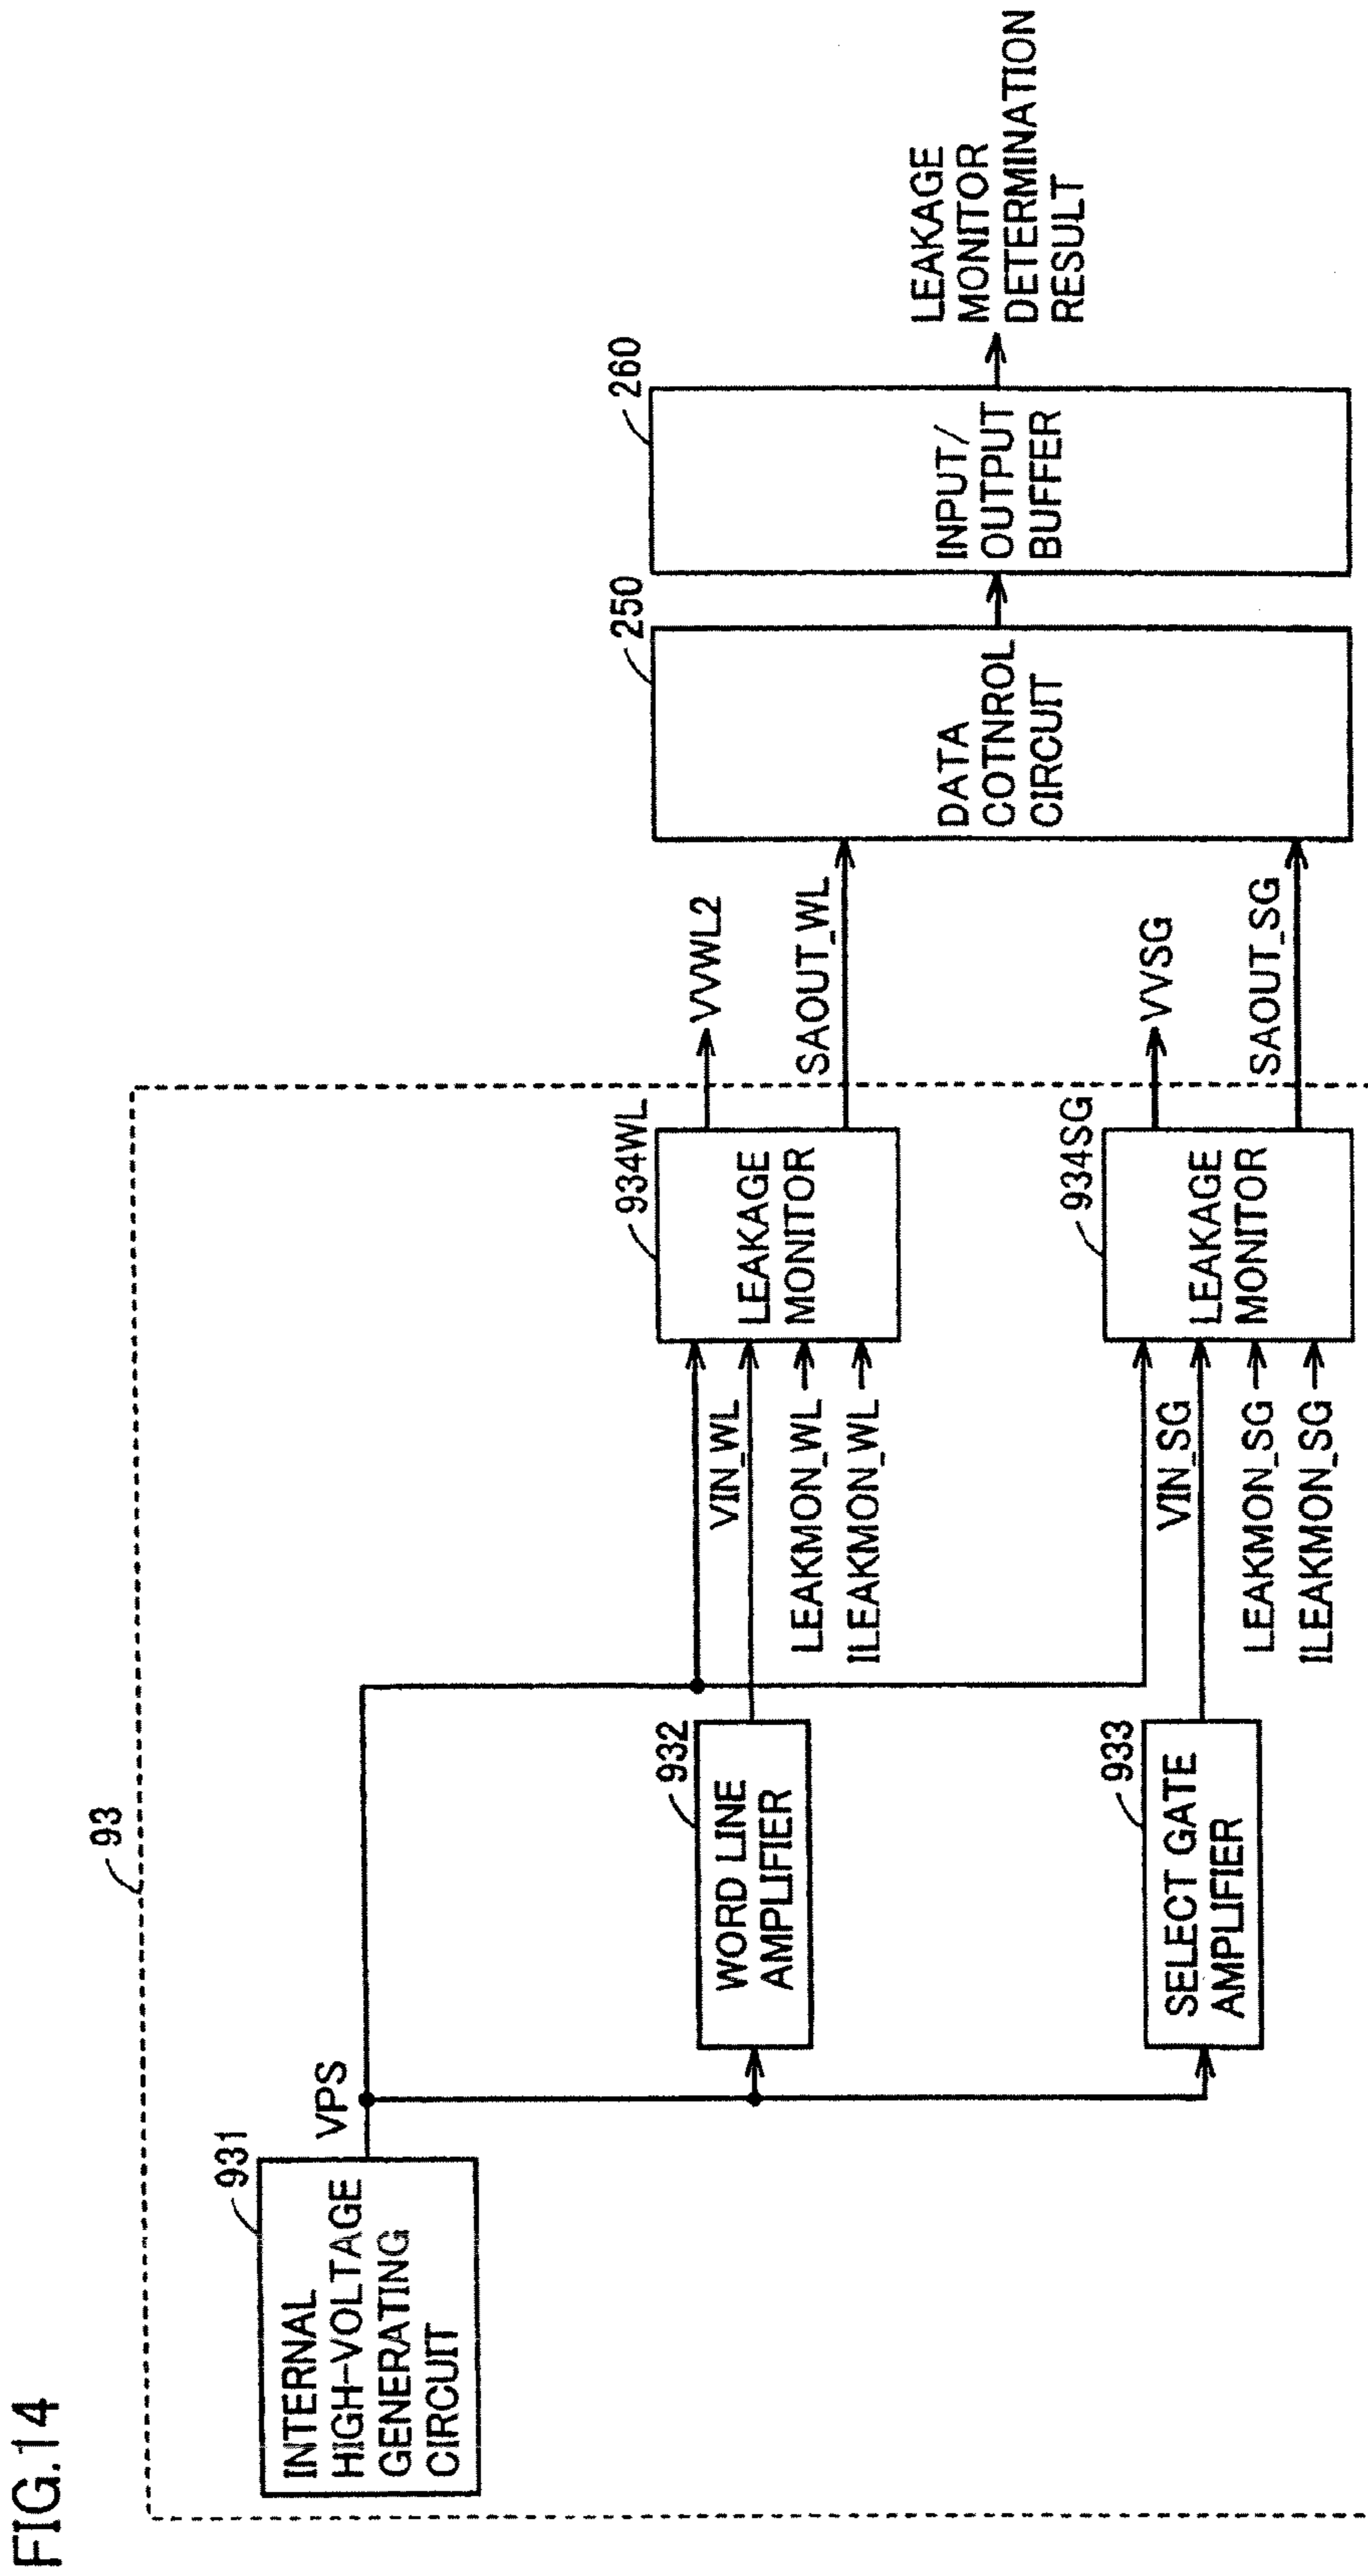 FIG.14
93
931
INTERNAL
HIGH-VOLTAGE
GENERATING
CIRCUIT
VPS
932
WORD LINE
AMPLIFIER
933
SELECT GATE
AMPLIFIER
VIN_WL
LEAKMON_WL
ILEAKMON_WL
VIN_SG
LEAKMON_SG
ILEAKMON_SG
934WL
LEAKAGE
MONITOR
934SG
LEAKAGE
MONITOR
VVWL2
SAOUT_WL
VVSG
SAOUT_SG
250
DATA
COTNROL
CIRCUIT
260
INPUT/
OUTPUT
BUFFER
LEAKAGE
MONITOR
DETERMINATION
RESULT